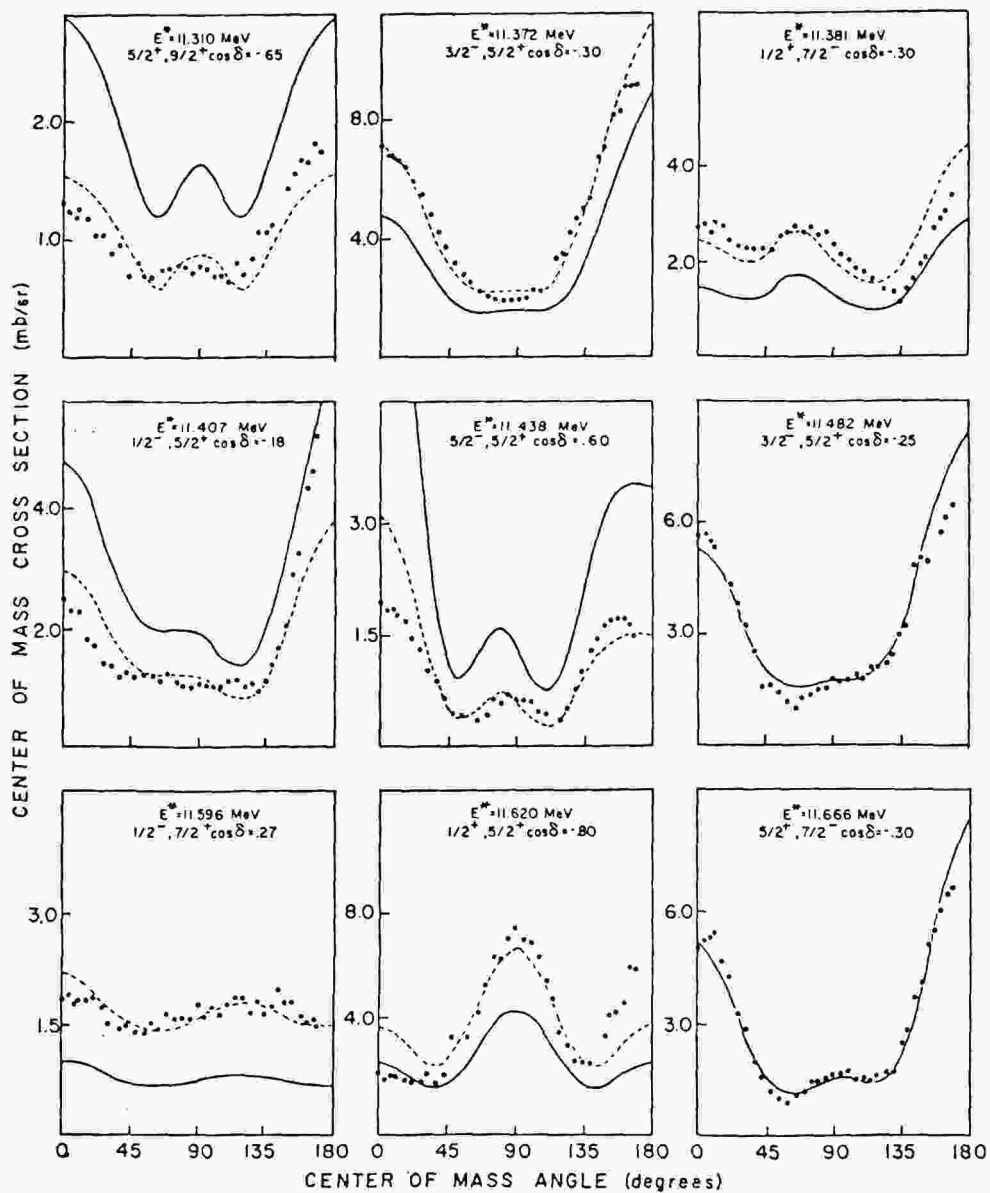 CENTER OF MASS CROSS SECTION (mb/sr)
E*=11.310 MeV
5/2+,9/2+ cos δ=-.65
2.0
1.0
E*=11.372 MeV
3/2-,5/2+ cos δ=-.30
8.0
4.0
E*=11.381 MeV
1/2+,7/2- cos δ=-.30
4.0
2.0
E*=11.407 MeV
1/2-,5/2+ cos δ=-.18
4.0
2.0
E*=11.438 MeV
5/2-,5/2+ cos δ=.60
3.0
1.5
E*=11.482 MeV
3/2-,5/2+ cos δ=-.25
6.0
3.0
E*=11.596 MeV
1/2-,7/2+ cos δ=.27
3.0
1.5
E*=11.620 MeV
1/2+,5/2+ cos δ=-.80
8.0
4.0
E*=11.666 MeV
5/2+,7/2- cos δ=-.30
6.0
3.0
0 45 90 135 180
0 45 90 135 180
0 45 90 135 180
CENTER OF MASS ANGLE (degrees)